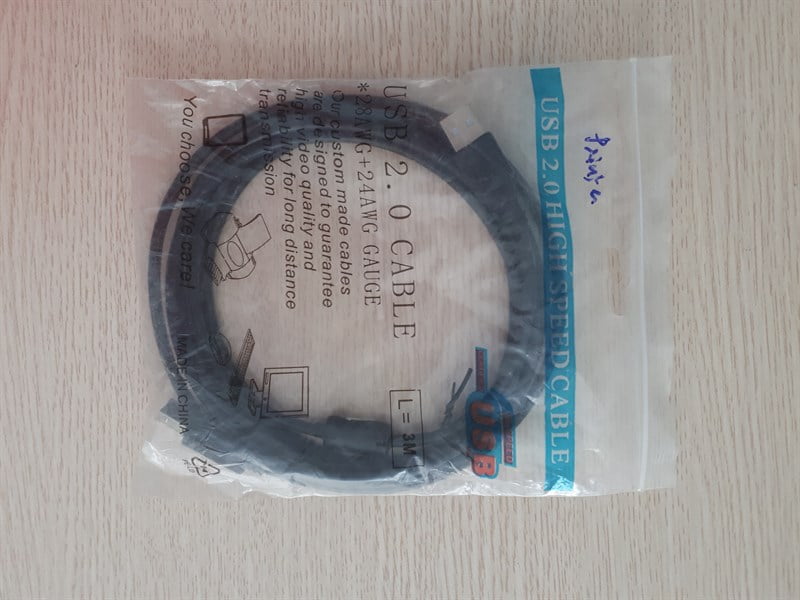 Printer
USB 2.0 HIGH SPEED CABLE
SPEED
USB
USB 2.0 CABLE
*28AWG+24AWG GAUGE
Our custom made cables
are designed to guarantee
high video quality and
reliability for long distance
transmission
L = 3M
You choose, We care!
MADE IN CHINA